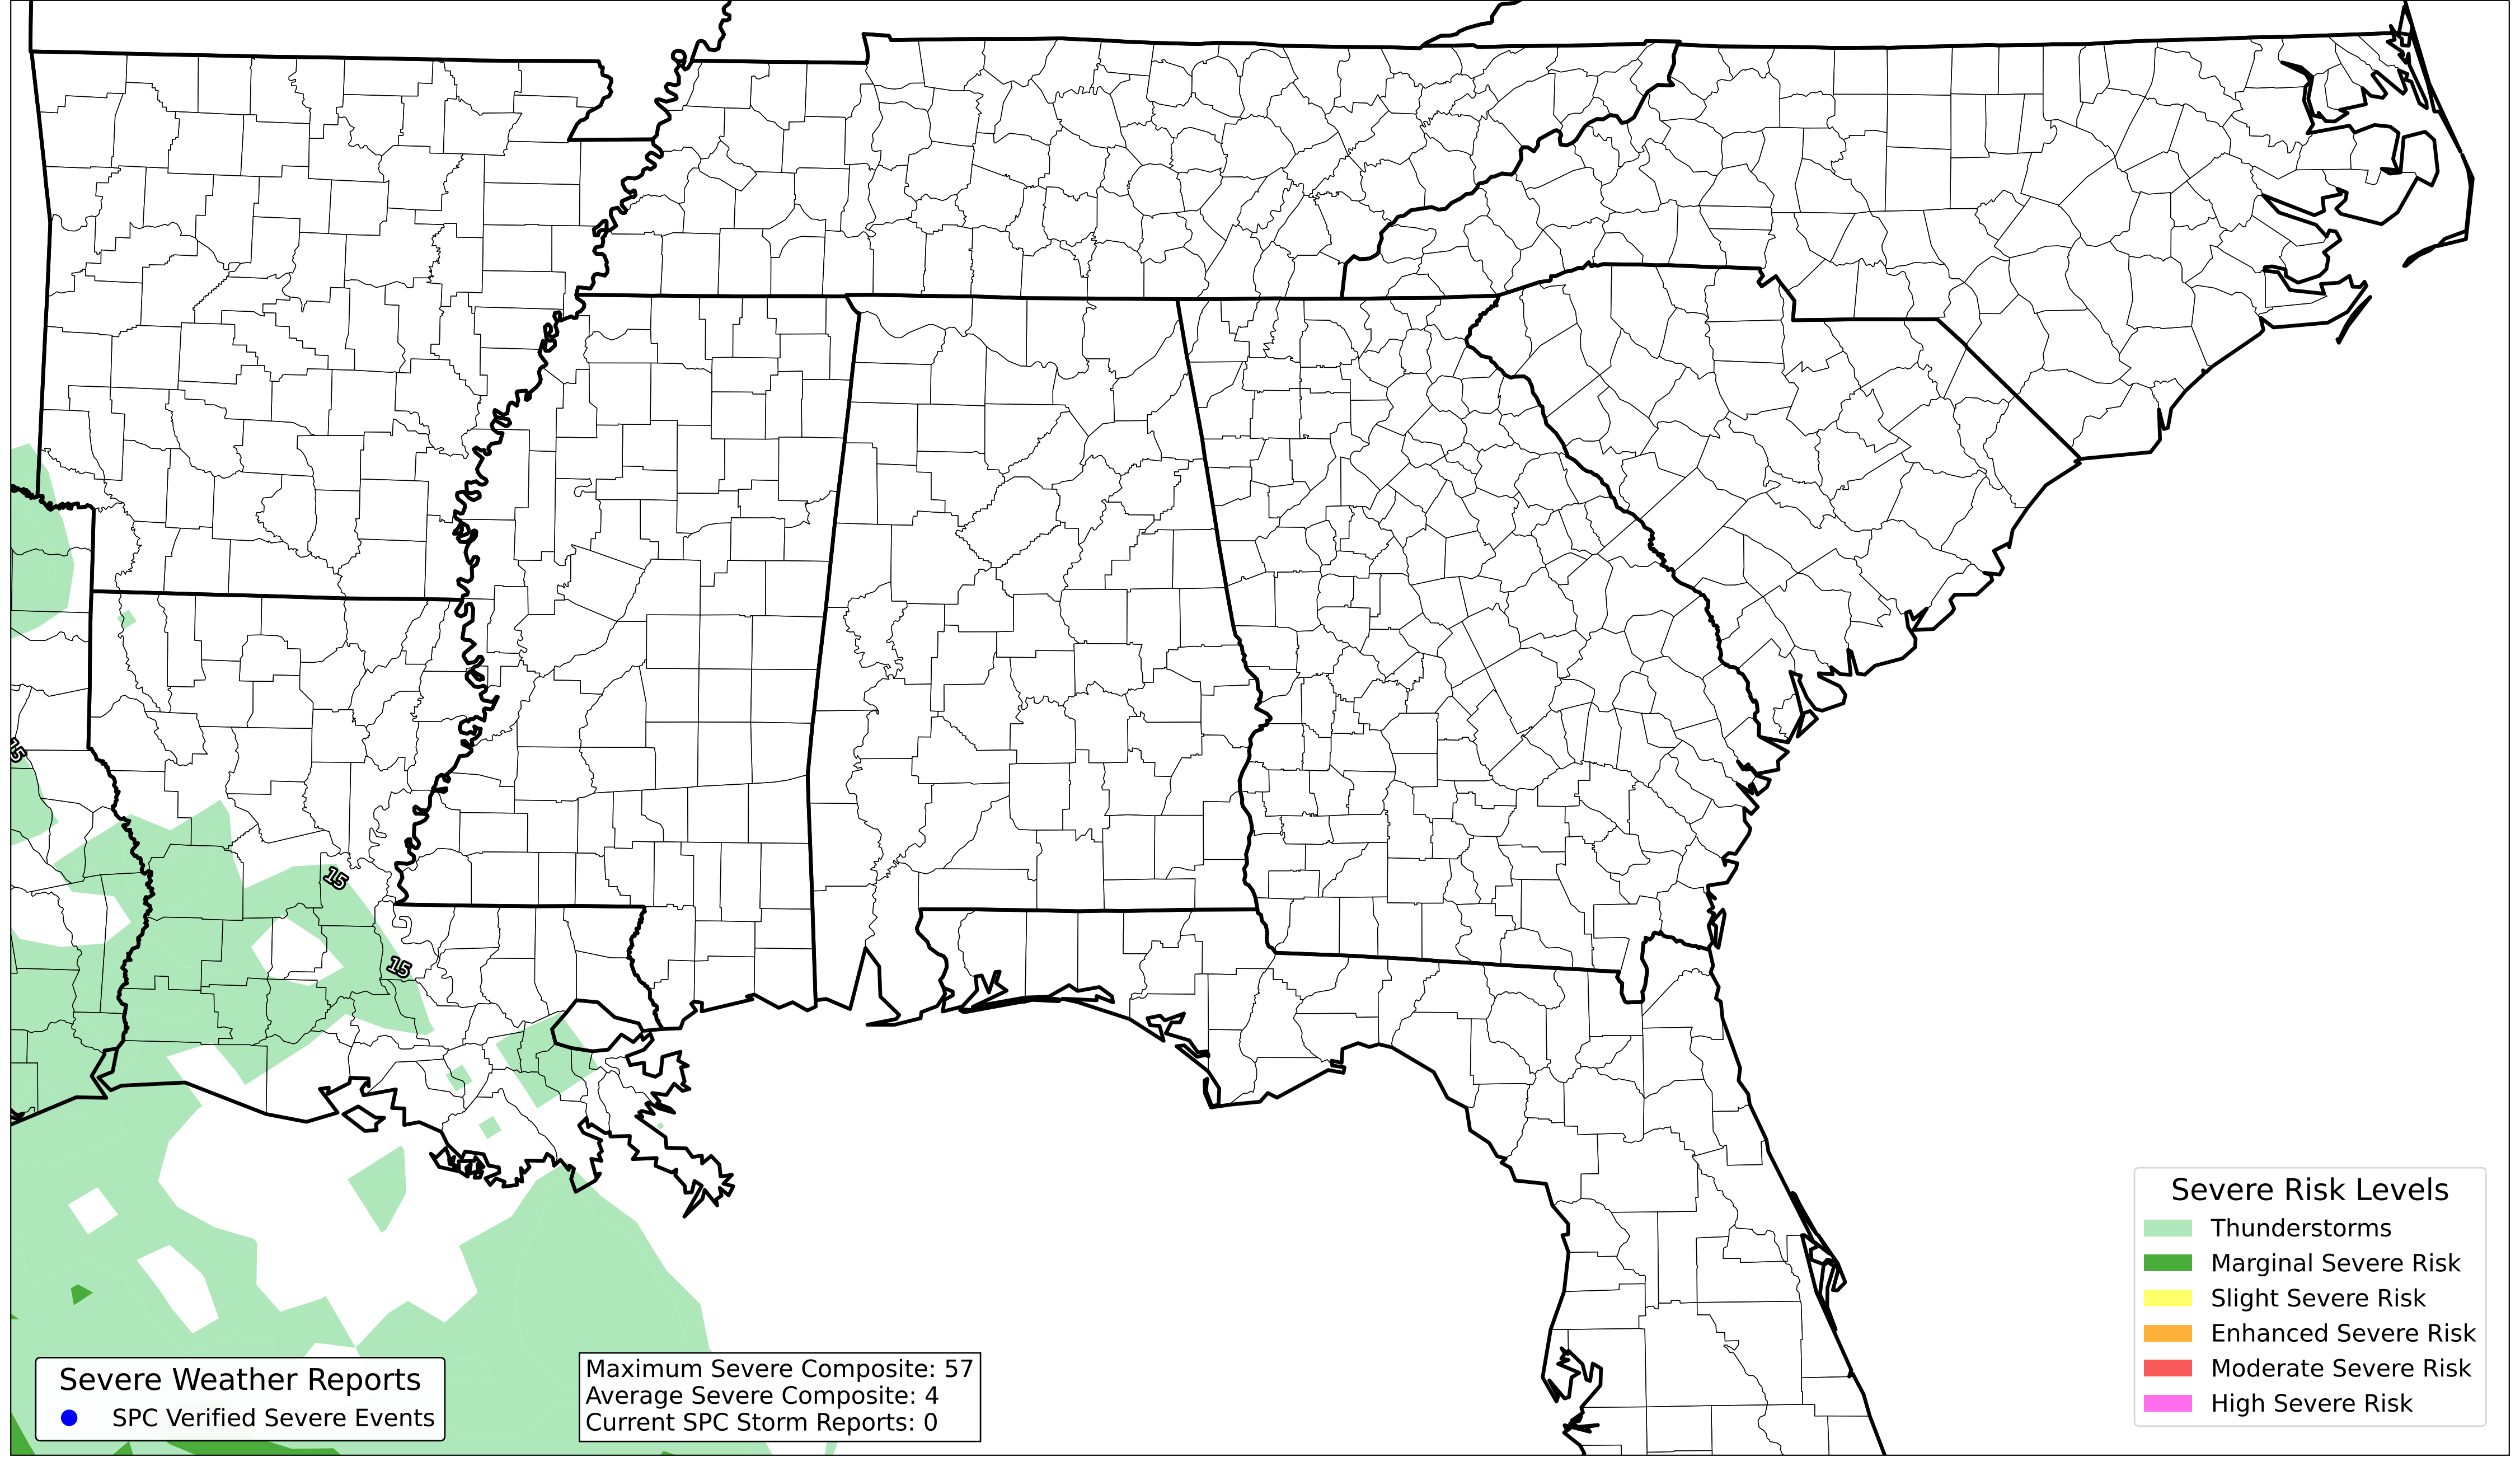 15
15
15
Severe Risk Levels
Thunderstorms
Marginal Severe Risk
Slight Severe Risk
Enhanced Severe Risk
Moderate Severe Risk
High Severe Risk
Severe Weather Reports
SPC Verified Severe Events
Maximum Severe Composite: 57
Average Severe Composite: 4
Current SPC Storm Reports: 0